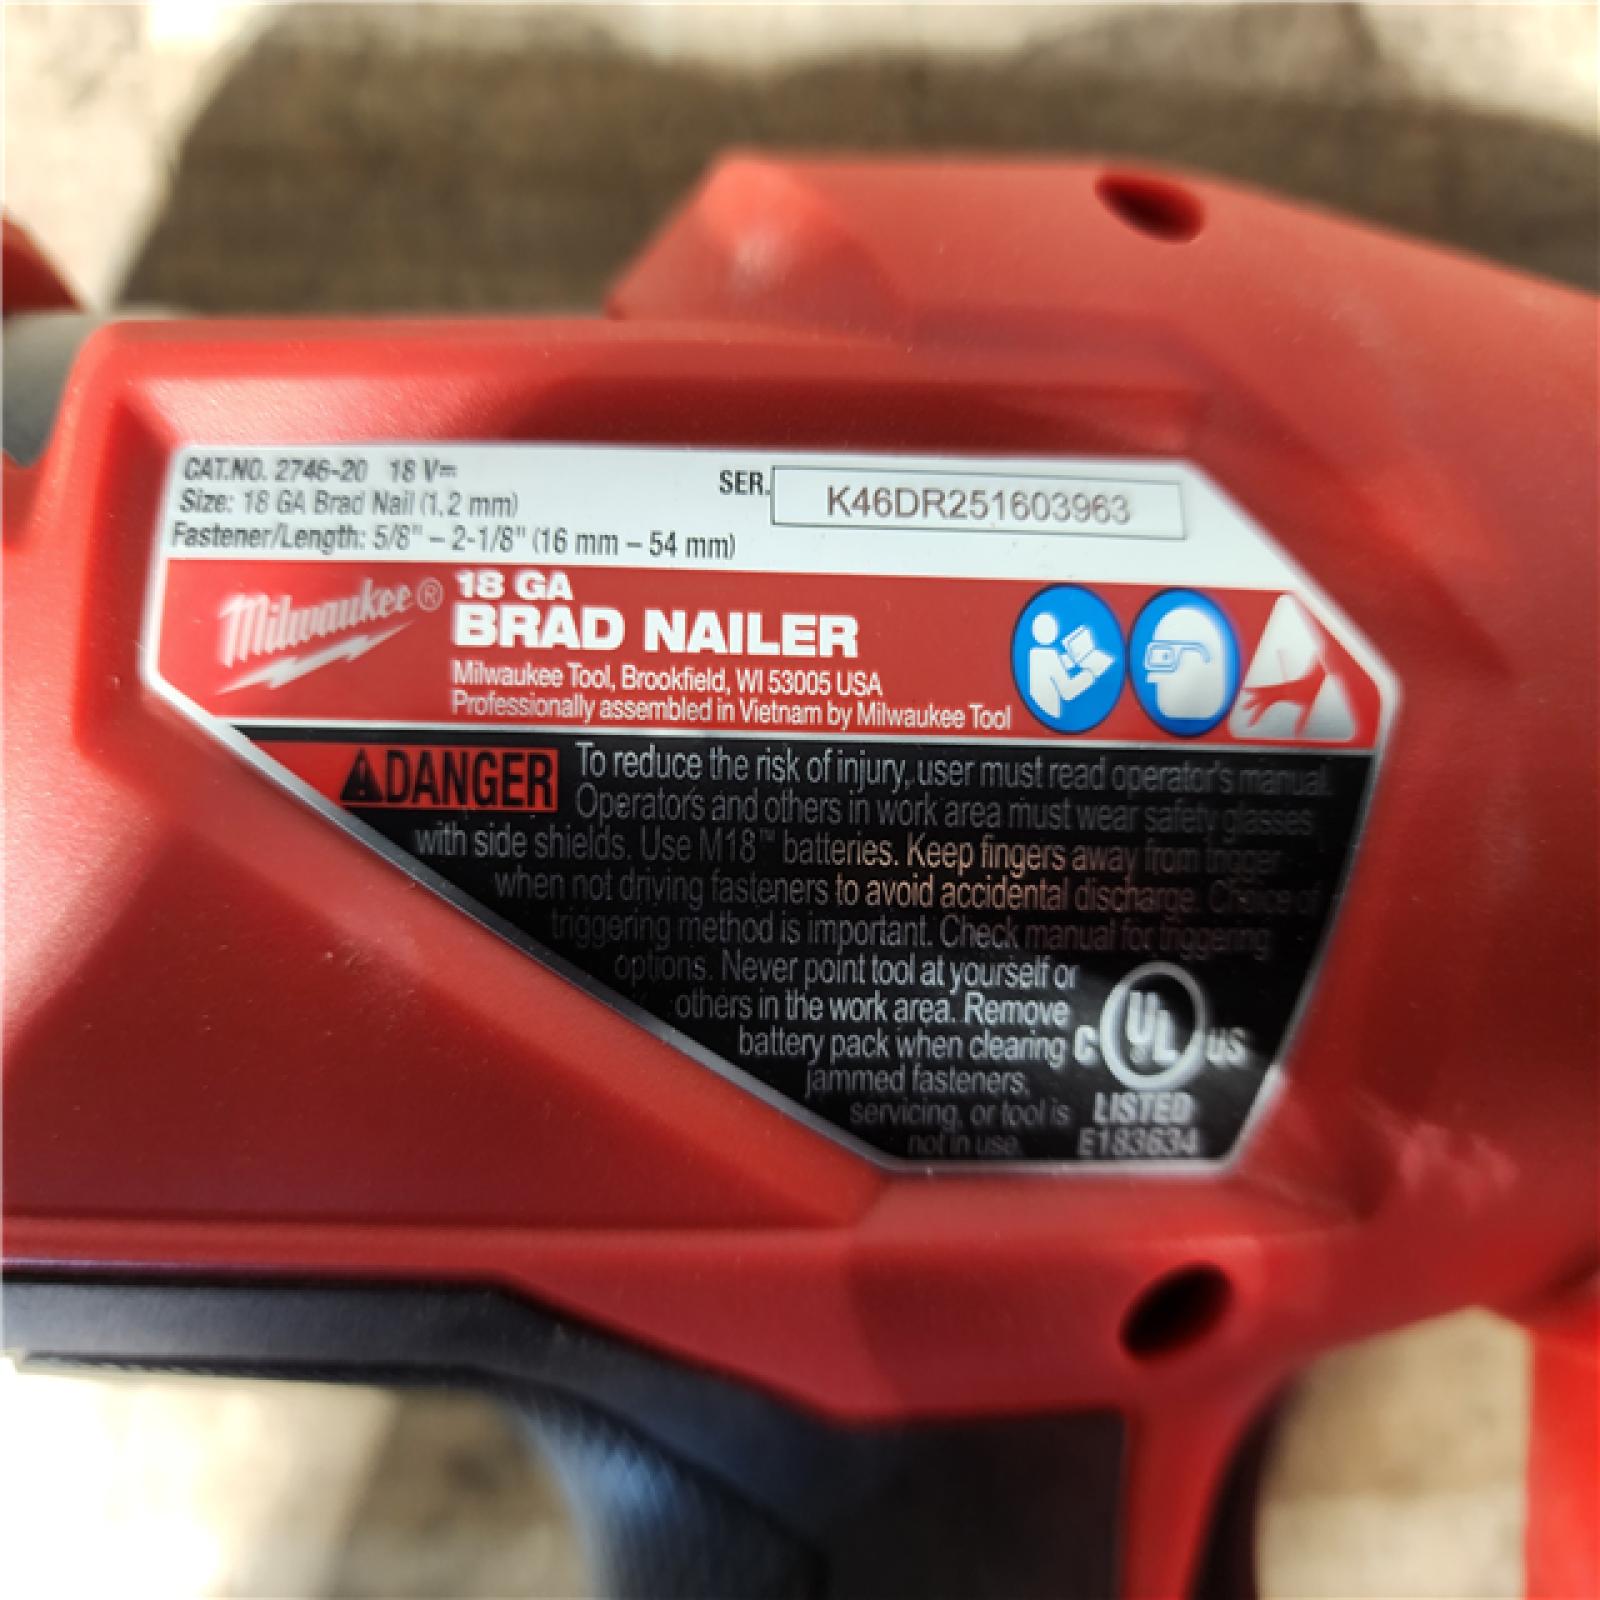 CAT.NO. 2746-20 18 V⎓
Size: 18 GA Brad Nail (1,2 mm)
Fastener/Length: 5/8" – 2-1/8" (16 mm – 54 mm)
SER. K46DR251603963
Milwaukee®
18 GA
BRAD NAILER
Milwaukee Tool, Brookfield, WI 53005 USA
Professionally assembled in Vietnam by Milwaukee Tool
DANGER
To reduce the risk of injury, user must read operator's manual.
Operators and others in work area must wear safety glasses
with side shields. Use M18™ batteries. Keep fingers away from trigger
when not driving fasteners to avoid accidental discharge. Choice of
triggering method is important. Check manual for triggering
options. Never point tool at yourself or
others in the work area. Remove
battery pack when clearing
jammed fasteners,
servicing, or tool is
not in use.
C UL US
LISTED
E183634